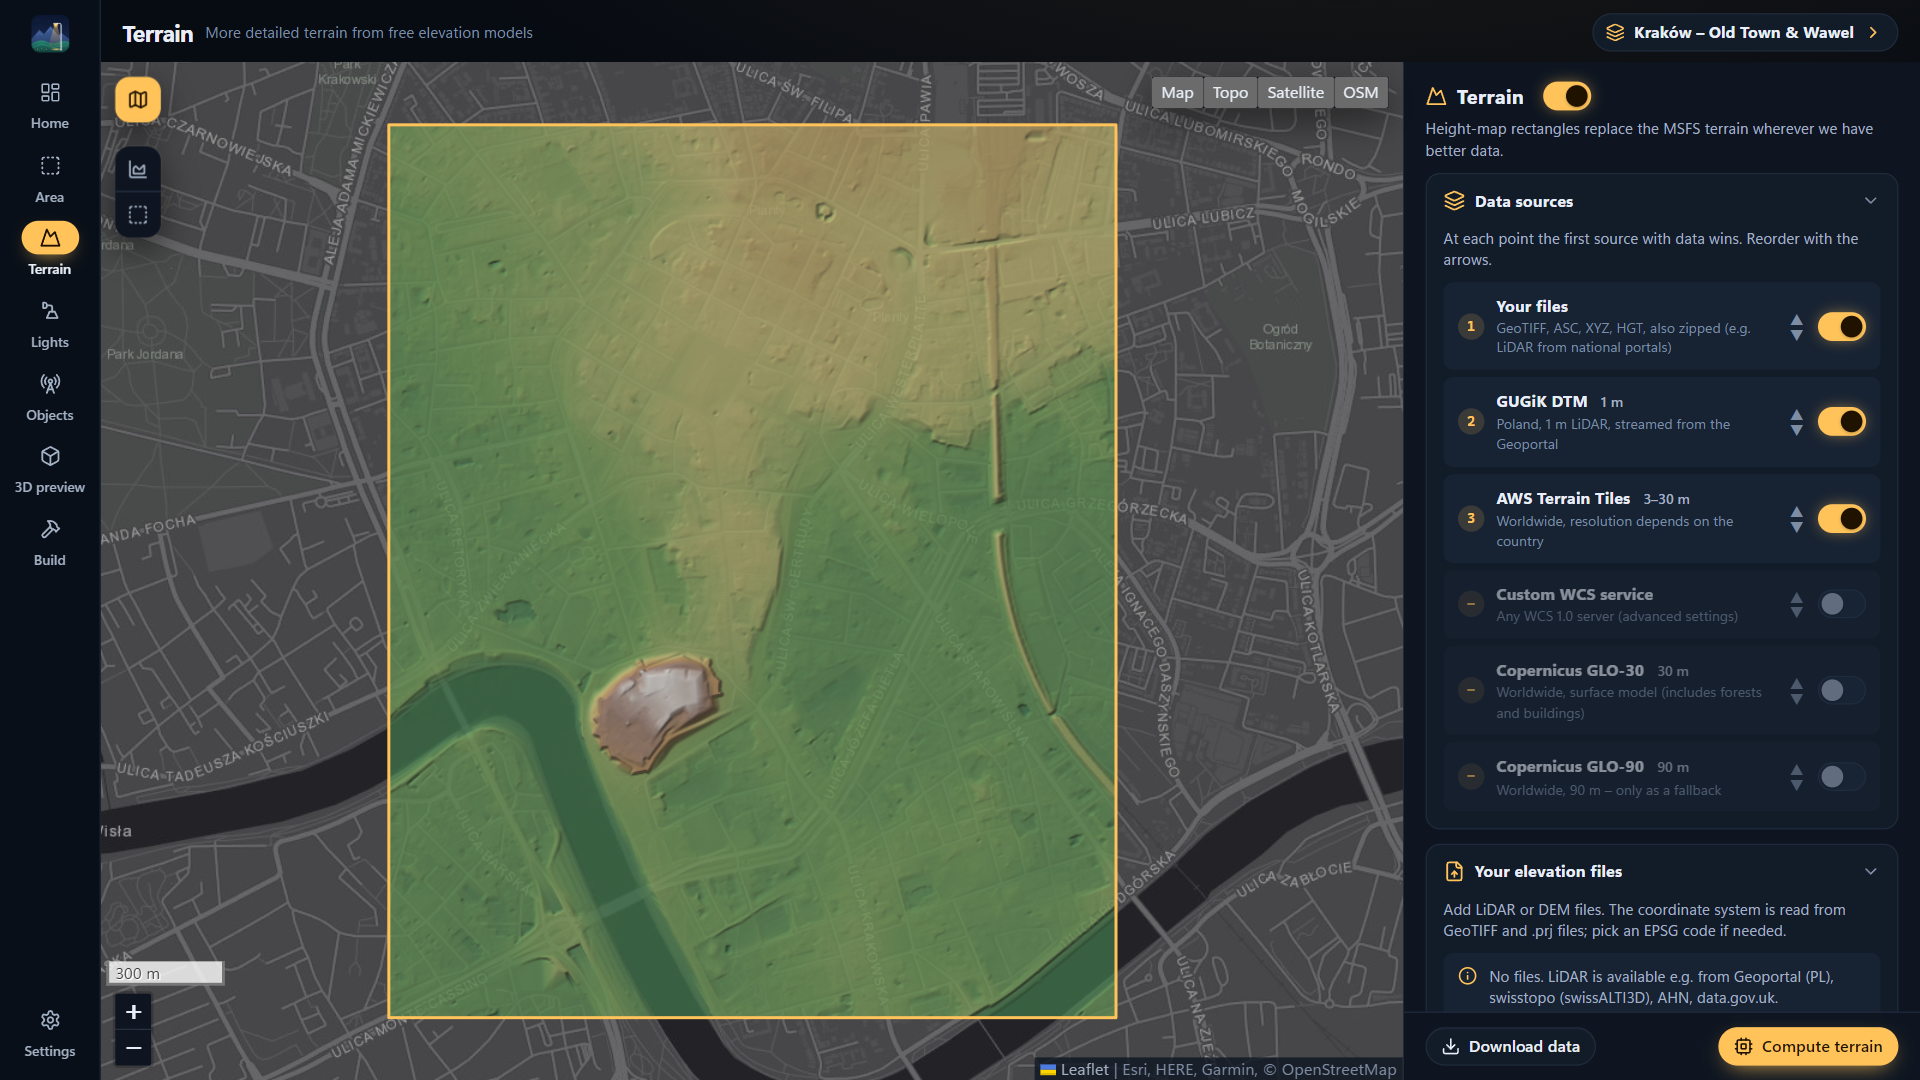 Terrain
More detailed terrain from free elevation models
Kraków – Old Town & Wawel
Home
Area
Terrain
Lights
Objects
3D preview
Build
Settings
Map
Topo
Satellite
OSM
Park
Krakowski
ULICA ŚW. FILIPA
PAWIA
ULICA LUBOMIRSKIEGO
RONDO
MOGILSKIE
ULICA LUBICZ
CZARNOWIEJSKA
ALEJA ADAMA MICKIEWICZA
Park Jordana
Ogród
Botaniczny
Planty
ULICA WIELOPOLE
ULICA GRZEGÓRZECKA
ALEJA IGNACEGO DASZYŃSKIEGO
ULICA KOTLARSKA
ULICA ZWIERZYNIECKA
ULICA TADEUSZA KOŚCIUSZKI
Wisła
ULICA ZABŁOCIE
300 m
+
−
Leaflet | Esri, HERE, Garmin, © OpenStreetMap
Terrain
Height-map rectangles replace the MSFS terrain wherever we have
better data.
Data sources
At each point the first source with data wins. Reorder with the
arrows.
1
Your files
GeoTIFF, ASC, XYZ, HGT, also zipped (e.g.
LiDAR from national portals)
2
GUGiK DTM 1 m
Poland, 1 m LiDAR, streamed from the
Geoportal
3
AWS Terrain Tiles 3–30 m
Worldwide, resolution depends on the
country
–
Custom WCS service
Any WCS 1.0 server (advanced settings)
–
Copernicus GLO-30 30 m
Worldwide, surface model (includes forests
and buildings)
–
Copernicus GLO-90 90 m
Worldwide, 90 m – only as a fallback
Your elevation files
Add LiDAR or DEM files. The coordinate system is read from
GeoTIFF and .prj files; pick an EPSG code if needed.
No files. LiDAR is available e.g. from Geoportal (PL),
swisstopo (swissALTI3D), AHN, data.gov.uk.
Download data
Compute terrain